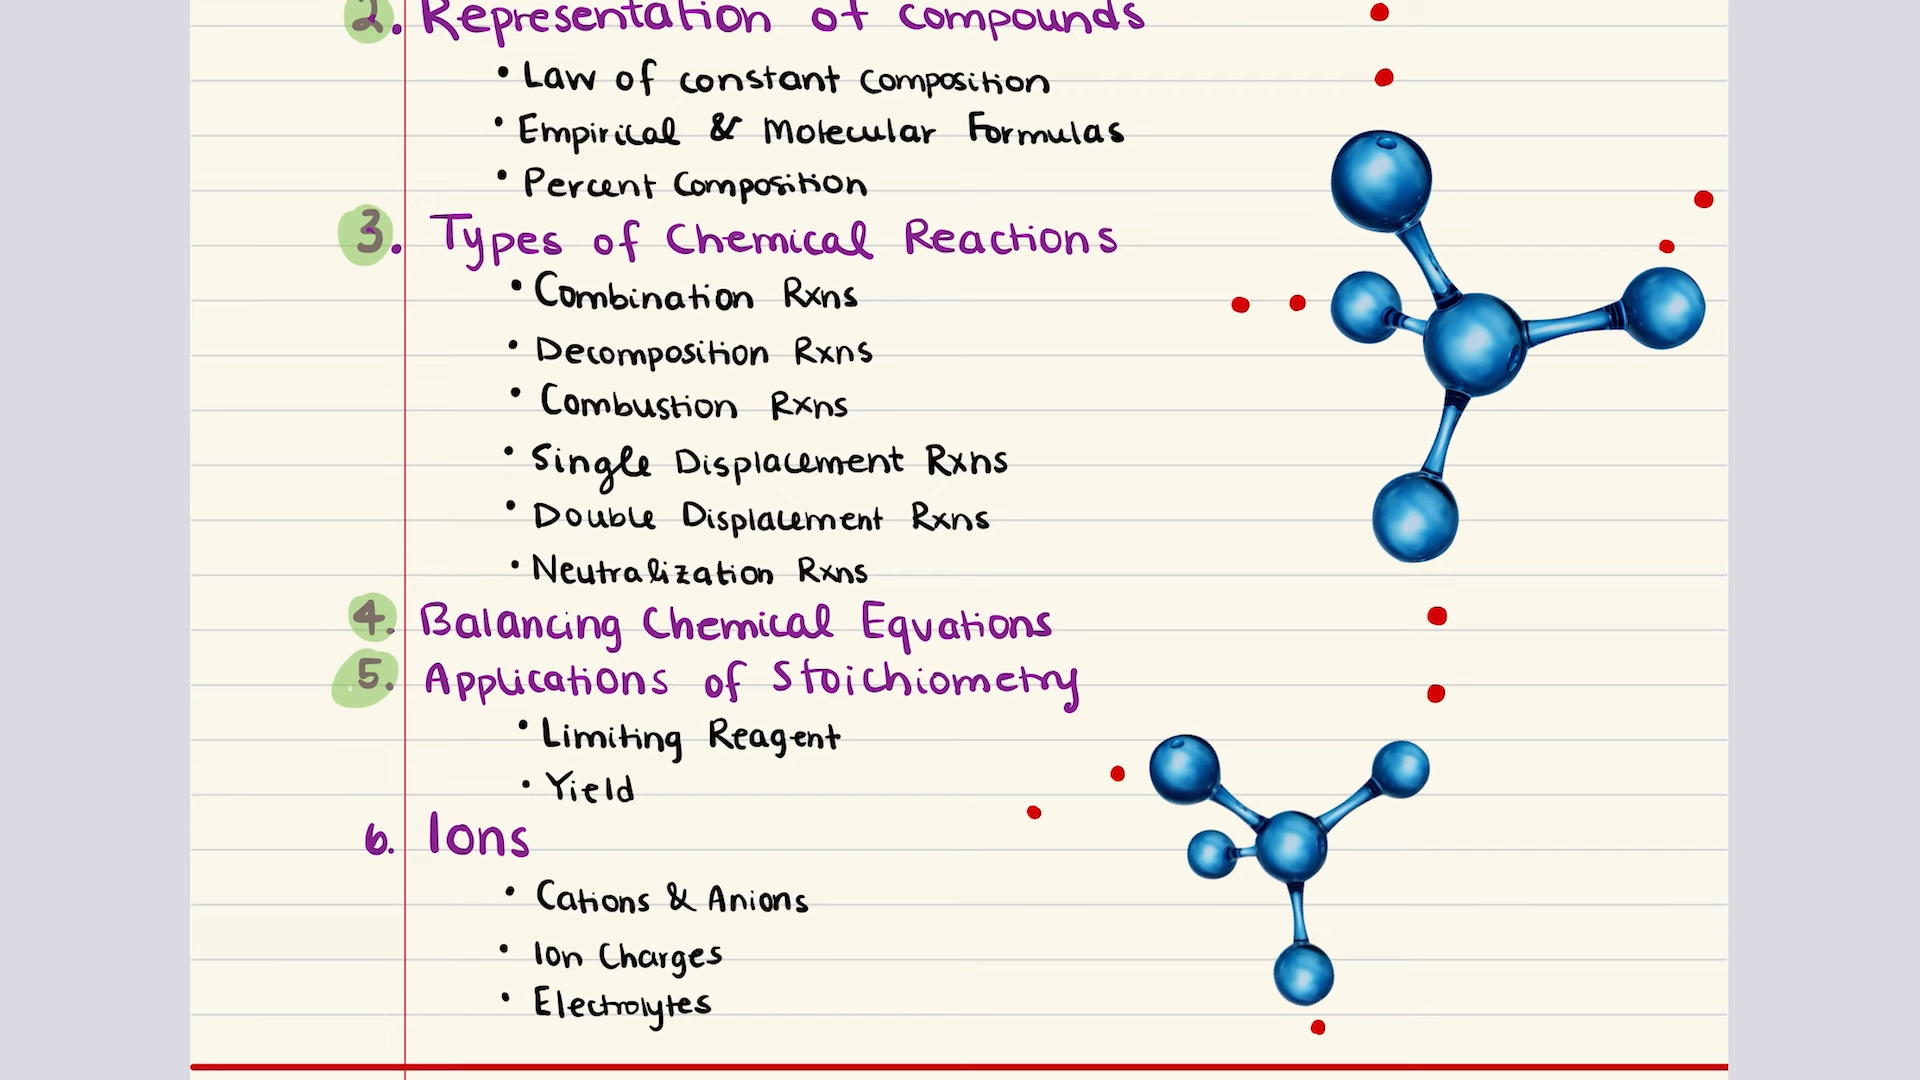 2. Representation of compounds
• Law of constant composition
• Empirical & Molecular Formulas
• Percent Composition
3. Types of Chemical Reactions
• Combination Rxns
• Decomposition Rxns
• Combustion Rxns
• Single Displacement Rxns
• Double Displacement Rxns
• Neutralization Rxns
4. Balancing Chemical Equations
5. Applications of Stoichiometry
• Limiting Reagent
• Yield
6. Ions
• Cations & Anions
• Ion Charges
• Electrolytes